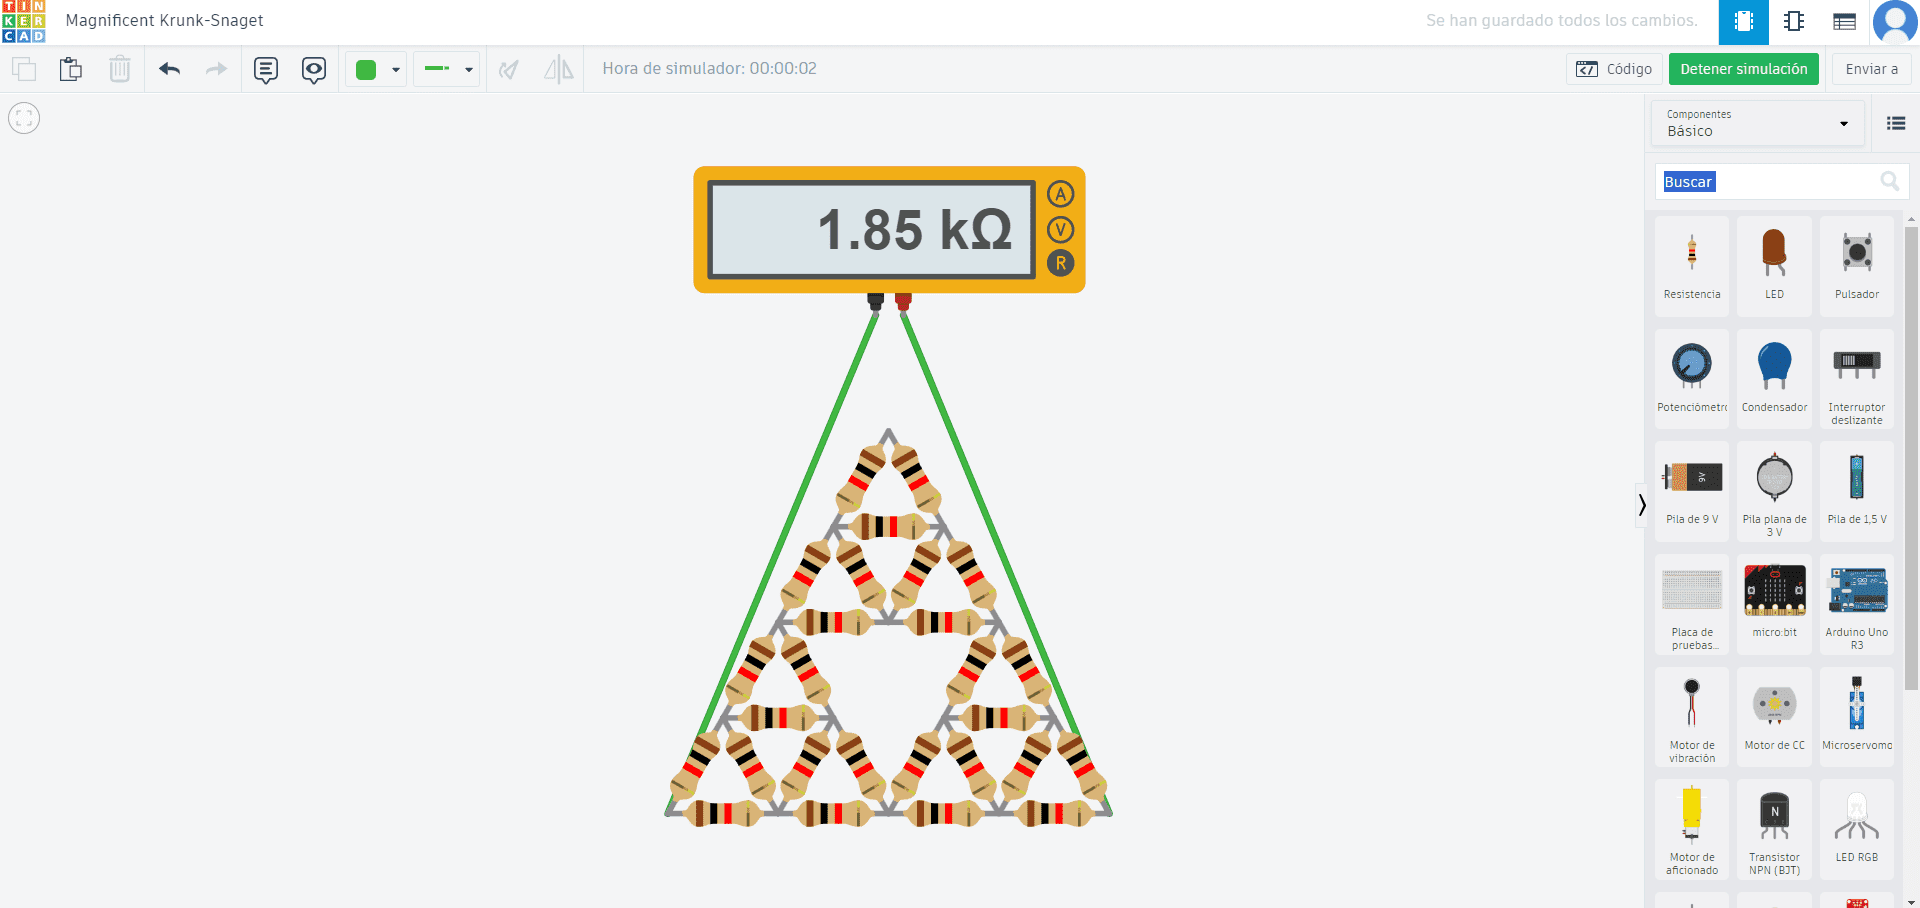 TIN
KER
CAD
Magnificent Krunk-Snaget
Se han guardado todos los cambios.
Hora de simulador: 00:00:02
Código
Detener simulación
Enviar a
Componentes
Básico
Buscar
1.85 kΩ
A
V
R
Resistencia
LED
Pulsador
Potenciómetro
Condensador
Interruptor
deslizante
9V
Pila de 9 V
Pila plana de
3 V
Pila de 1,5 V
Placa de
pruebas...
micro:bit
Arduino Uno
R3
Motor de
vibración
Motor de CC
Microservomo
N
Motor de
aficionado
Transistor
NPN (BJT)
LED RGB